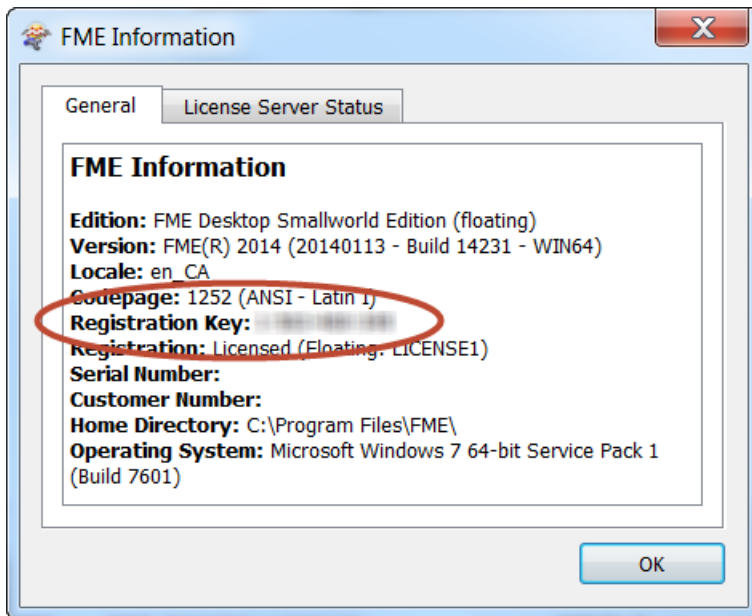 FME Information
General
License Server Status
FME Information
Edition: FME Desktop Smallworld Edition (floating)
Version: FME(R) 2014 (20140113 - Build 14231 - WIN64)
Locale: en_CA
Codepage: 1252 (ANSI - Latin I)
Registration Key:
Registration: Licensed (Floating: LICENSE1)
Serial Number:
Customer Number:
Home Directory: C:\Program Files\FME\
Operating System: Microsoft Windows 7 64-bit Service Pack 1
(Build 7601)
OK